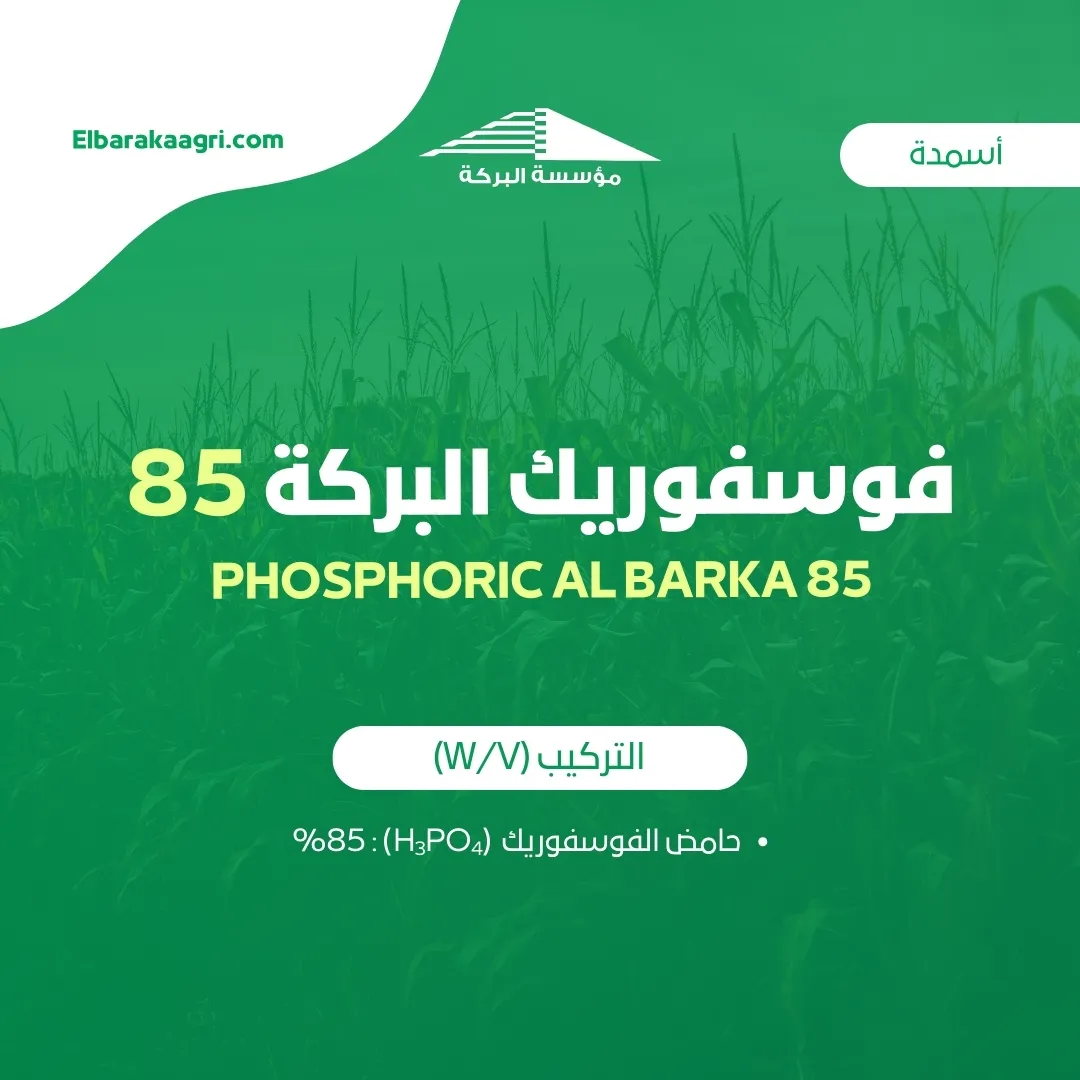 Elbarakaagri.com
مؤسسة البركة
أسمدة
فوسفوريك البركة 85
PHOSPHORIC AL BARKA 85
التركيب (W/V)
• حامض الفوسفوريك (H₃PO₄) : 85%